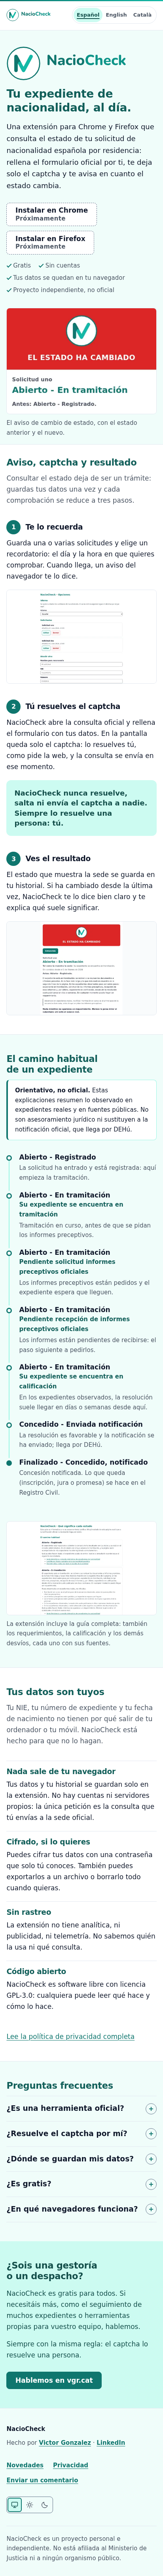 NacioCheck
Español English Català
NacioCheck
Tu expediente de
nacionalidad, al día.
Una extensión para Chrome y Firefox que
consulta el estado de tu solicitud de
nacionalidad española por residencia:
rellena el formulario oficial por ti, te deja
solo el captcha y te avisa en cuanto el
estado cambia.
Instalar en Chrome
Próximamente
Instalar en Firefox
Próximamente
Gratis Sin cuentas
Tus datos se quedan en tu navegador
Proyecto independiente, no oficial
EL ESTADO HA CAMBIADO
Solicitud uno
Abierto - En tramitación
Antes: Abierto - Registrado.
El aviso de cambio de estado, con el estado
anterior y el nuevo.
Aviso, captcha y resultado
Consultar el estado deja de ser un trámite:
guardas tus datos una vez y cada
comprobación se reduce a tres pasos.
1 Te lo recuerda
Guarda una o varias solicitudes y elige un
recordatorio: el día y la hora en que quieres
comprobar. Cuando llega, un aviso del
navegador te lo dice.
2 Tú resuelves el captcha
NacioCheck abre la consulta oficial y rellena
el formulario con tus datos. En la pantalla
queda solo el captcha: lo resuelves tú,
como pide la web, y la consulta se envía en
ese momento.
NacioCheck nunca resuelve,
salta ni envía el captcha a nadie.
Siempre lo resuelve una
persona: tú.
3 Ves el resultado
El estado que muestra la sede se guarda en
tu historial. Si ha cambiado desde la última
vez, NacioCheck te lo dice bien claro y te
explica qué suele significar.
EL ESTADO HA CAMBIADO
El camino habitual
de un expediente
Orientativo, no oficial. Estas
explicaciones resumen lo observado en
expedientes reales y en fuentes públicas. No
son asesoramiento jurídico ni sustituyen a la
notificación oficial, que llega por DEHú.
Abierto - Registrado
La solicitud ha entrado y está registrada: aquí
empieza la tramitación.
Abierto - En tramitación
Su expediente se encuentra en
tramitación
Tramitación en curso, antes de que se pidan
los informes preceptivos.
Abierto - En tramitación
Pendiente solicitud informes
preceptivos oficiales
Los informes preceptivos están pedidos y el
expediente espera que lleguen.
Abierto - En tramitación
Pendiente recepción de informes
preceptivos oficiales
Los informes están pendientes de recibirse: el
paso siguiente a pedirlos.
Abierto - En tramitación
Su expediente se encuentra en
calificación
En los expedientes observados, la resolución
suele llegar unos días o semanas desde aquí.
Concedido - Enviada notificación
La resolución es favorable y la notificación se
ha enviado; llega por DEHú.
Finalizado - Concedido, notificado
Concesión notificada. Lo que queda
(inscripción, jura o promesa) se hace en el
Registro Civil.
La extensión incluye la guía completa: también
los requerimientos, la calificación y los demás
desvíos, cada uno con sus fuentes.
Tus datos son tuyos
Tu NIE, tu número de expediente y tu fecha
de nacimiento no tienen por qué salir de tu
ordenador o tu móvil. NacioCheck está
hecho para que no lo hagan.
Nada sale de tu navegador
Tus datos y tu historial se guardan solo en
la extensión. No hay cuentas ni servidores
propios: la única petición es la consulta que
tú envías a la sede oficial.
Cifrado, si lo quieres
Puedes cifrar tus datos con una contraseña
que solo tú conoces. También puedes
exportarlos a un archivo o borrarlo todo
cuando quieras.
Sin rastreo
La extensión no tiene analítica, ni
publicidad, ni telemetría. No sabemos quién
la usa ni qué consulta.
Código abierto
NacioCheck es software libre con licencia
GPL-3.0: cualquiera puede leer qué hace y
cómo lo hace.
Lee la política de privacidad completa
Preguntas frecuentes
¿Es una herramienta oficial? +
¿Resuelve el captcha por mí? +
¿Dónde se guardan mis datos? +
¿Es gratis? +
¿En qué navegadores funciona? +
¿Sois una gestoría
o un despacho?
NacioCheck es gratis para todos. Si
necesitáis más, como el seguimiento de
muchos expedientes o herramientas
propias para vuestro equipo, hablemos.
Siempre con la misma regla: el captcha lo
resuelve una persona.
Hablemos en vgr.cat
NacioCheck
Hecho por Víctor Gonzalez · LinkedIn
Novedades Privacidad
Enviar un comentario
NacioCheck es un proyecto personal e
independiente. No está afiliado al Ministerio de
Justicia ni a ningún organismo público.